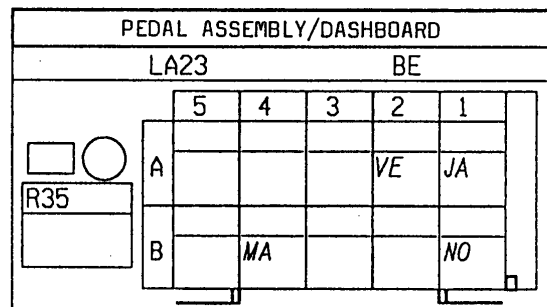 PEDAL ASSEMBLY/DASHBOARD
LA23 BE
5 4 3 2 1
A VE JA
R35
B MA NO